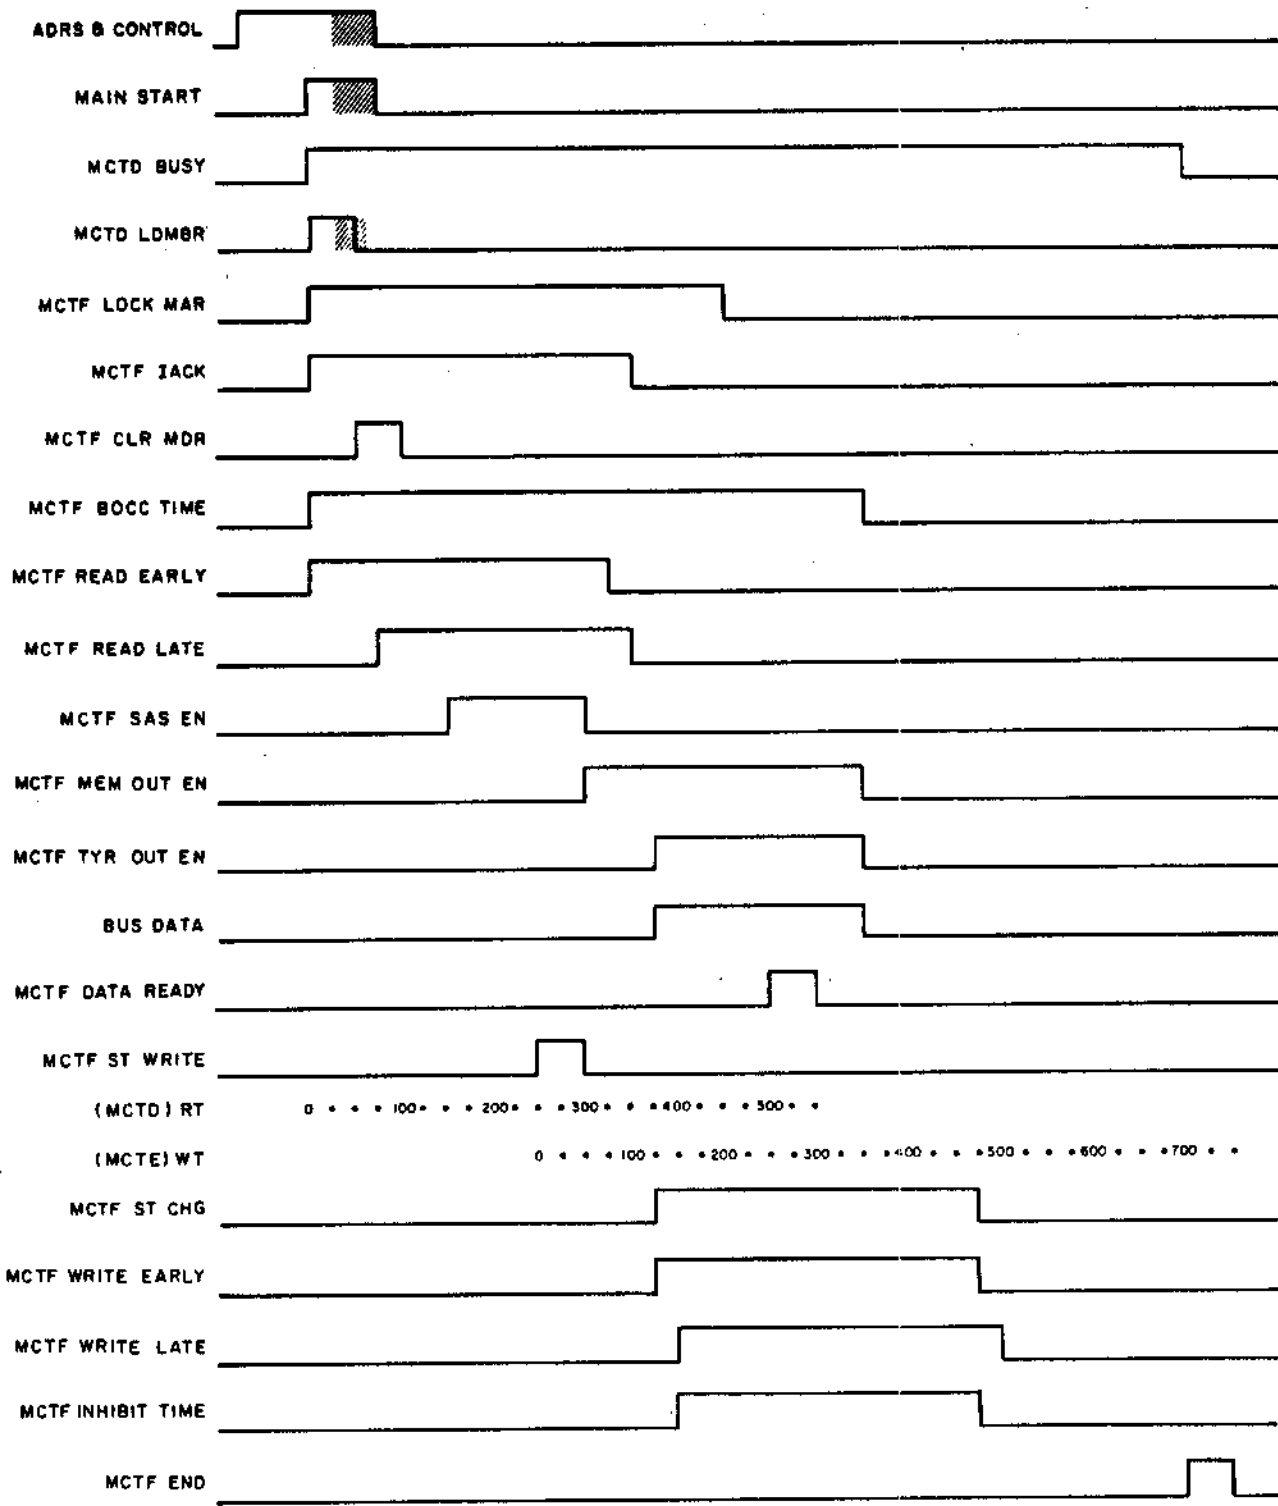 ADRS & CONTROL
MAIN START
MCTD BUSY
MCTD LDMBR
MCTF LOCK MAR
MCTF IACK
MCTF CLR MDR
MCTF BOCC TIME
MCTF READ EARLY
MCTF READ LATE
MCTF SAS EN
MCTF MEM OUT EN
MCTF TYR OUT EN
BUS DATA
MCTF DATA READY
MCTF ST WRITE
(MCTD) RT 0 • • • 100 • • • 200 • • • 300 • • • 400 • • • 500 • •
(MCTE) WT 0 • • • 100 • • • 200 • • • 300 • • • 400 • • • 500 • • • 600 • • • 700 • •
MCTF ST CHG
MCTF WRITE EARLY
MCTF WRITE LATE
MCTF INHIBIT TIME
MCTF END